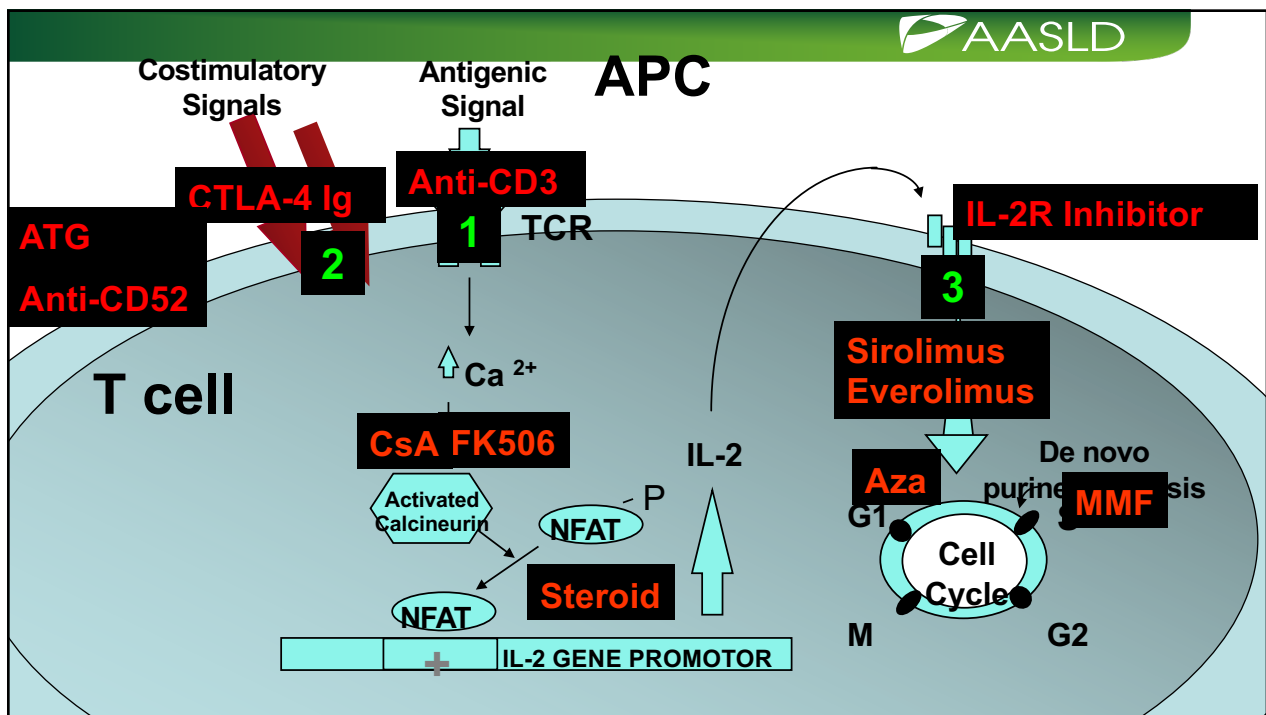 AASLD
APC
Costimulatory
Signals
Antigenic
Signal
CTLA-4 Ig
Anti-CD3
IL-2R Inhibitor
ATG
Anti-CD52
2
1
TCR
3
T cell
Ca 2+
Sirolimus
Everolimus
CsA
FK506
IL-2
Aza
De novo
MMF
Activated
Calcineurin
P
NFAT
G1
Cell
Cycle
Steroid
NFAT
M
G2
+
IL-2 GENE PROMOTOR